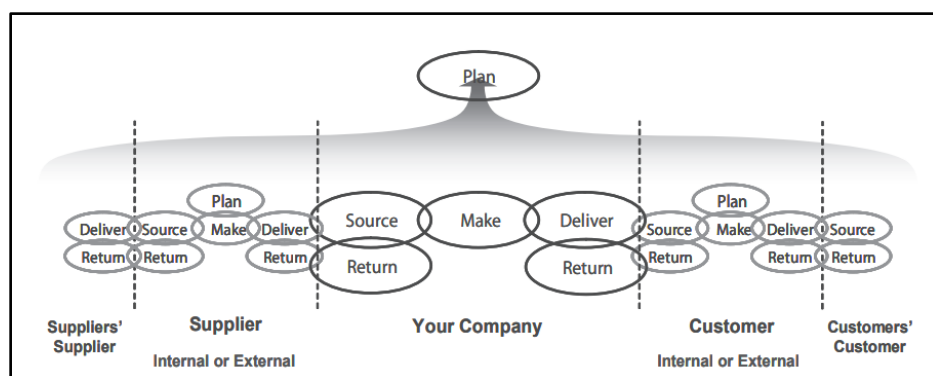 Plan
Plan
Plan
Deliver Source Make Deliver Source Make Deliver Source Make Deliver Source
Return Return Return Return Return Return Return Return
Suppliers' Supplier Your Company Customer Customers'
Supplier Customer
Internal or External Internal or External